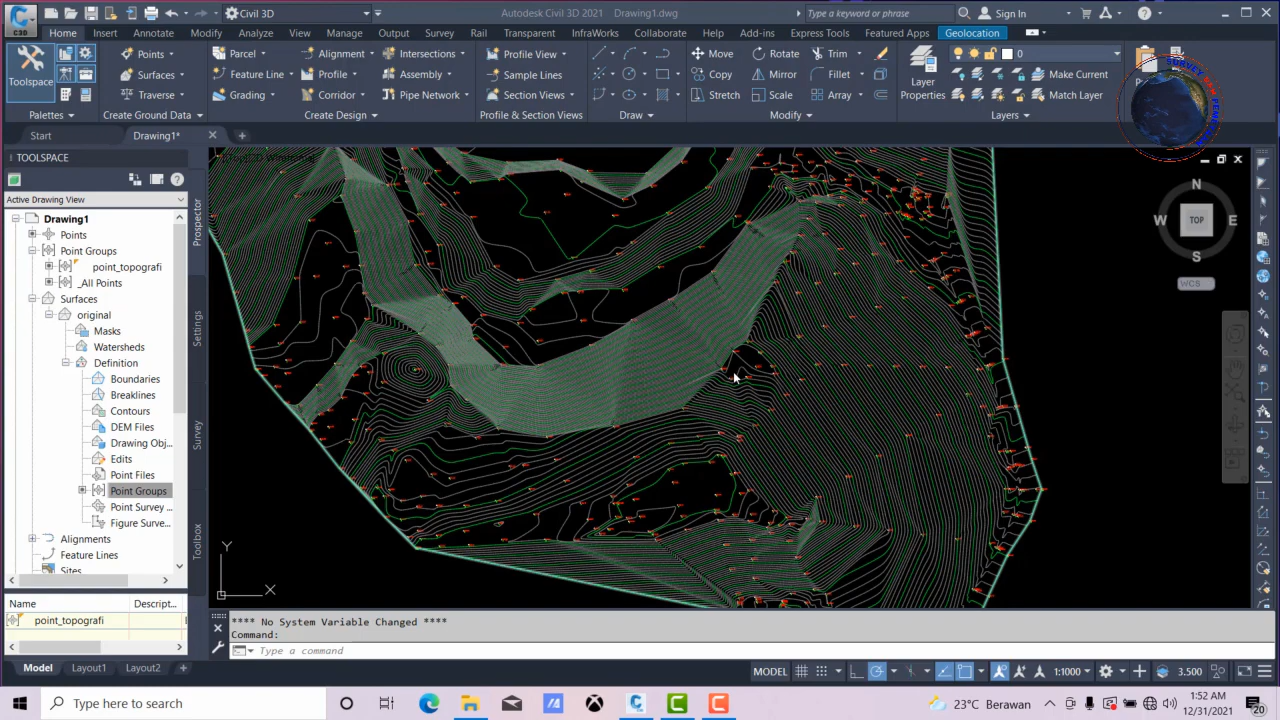 Civil 3D
Autodesk Civil 3D 2021 Drawing1.dwg
Type a keyword or phrase
Sign In
C3D
Home Insert Annotate Modify Analyze View Manage Output Survey Rail Transparent InfraWorks Collaborate Help Add-ins Express Tools Featured Apps Geolocation
Toolspace
Palettes
Points
Surfaces
Traverse
Create Ground Data
Parcel
Feature Line
Grading
Alignment
Profile
Corridor
Intersections
Assembly
Pipe Network
Create Design
Profile View
Sample Lines
Section Views
Profile & Section Views
Draw
Move
Copy
Stretch
Rotate
Mirror
Scale
Trim
Fillet
Array
Modify
Layer
Properties
0
Make Current
Match Layer
Layers
Start
Drawing1*
TOOLSPACE
Active Drawing View
Drawing1
Points
Point Groups
point_topografi
_All Points
Surfaces
original
Masks
Watersheds
Definition
Boundaries
Breaklines
Contours
DEM Files
Drawing Obj...
Edits
Point Files
Point Groups
Point Survey ...
Figure Surve...
Alignments
Feature Lines
Sites
Name Descript...
point_topografi
Prospector
Settings
Survey
Toolbox
N
W TOP E
S
WCS
Y
X
**** No System Variable Changed ****
Command:
Type a command
Model Layout1 Layout2
MODEL
1:1000
3.500
Type here to search
23°C Berawan
1:52 AM
12/31/2021
20